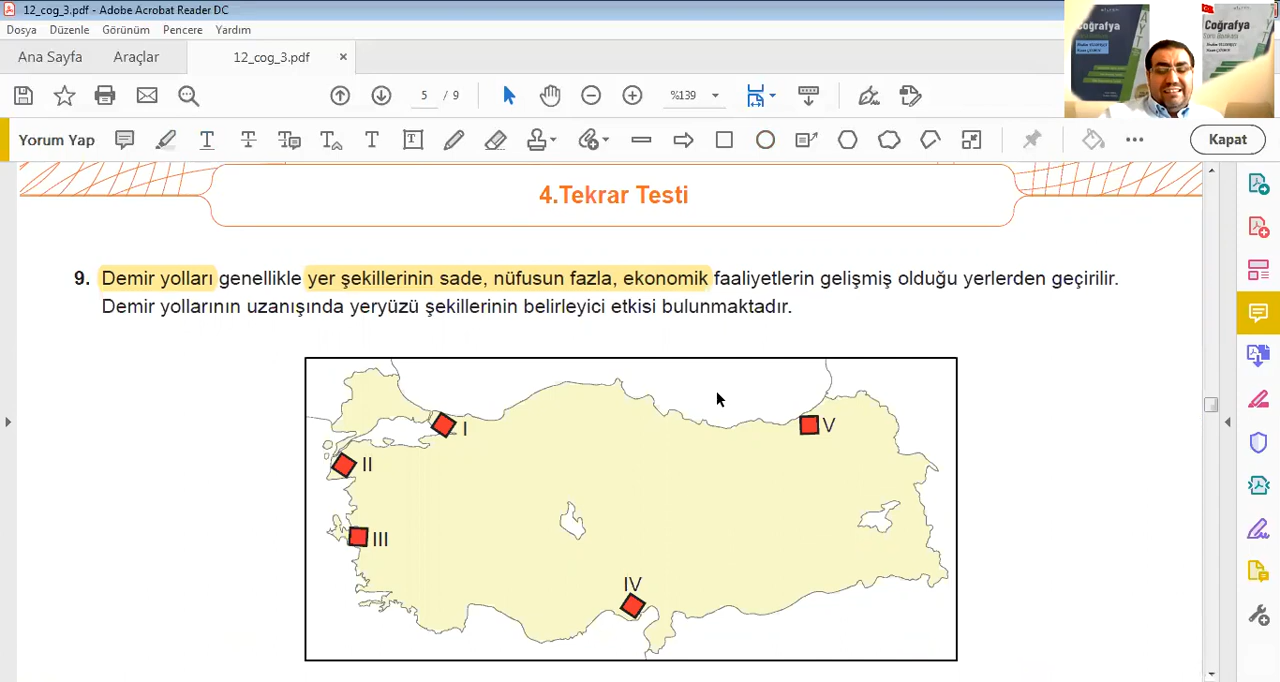 12_cog_3.pdf - Adobe Acrobat Reader DC
Dosya Düzenle Görünüm Pencere Yardım
Ana Sayfa Araçlar 12_cog_3.pdf ×
5 / 9 %139
Yorum Yap Kapat
Coğrafya
Coğrafya
AYT
4.Tekrar Testi
9. Demir yolları genellikle yer şekillerinin sade, nüfusun fazla, ekonomik faaliyetlerin gelişmiş olduğu yerlerden geçirilir.
Demir yollarının uzanışında yeryüzü şekillerinin belirleyici etkisi bulunmaktadır.
I
V
II
III
IV